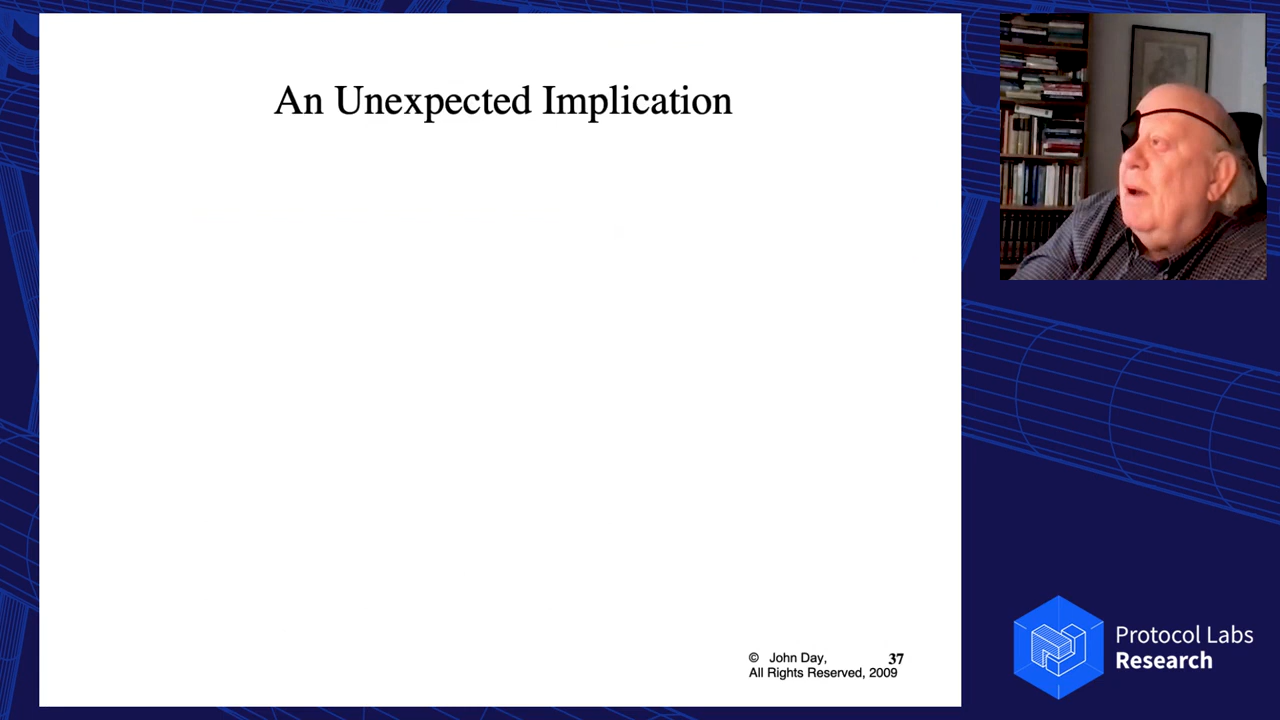 An Unexpected Implication
© John Day, 37
All Rights Reserved, 2009
Protocol Labs
Research